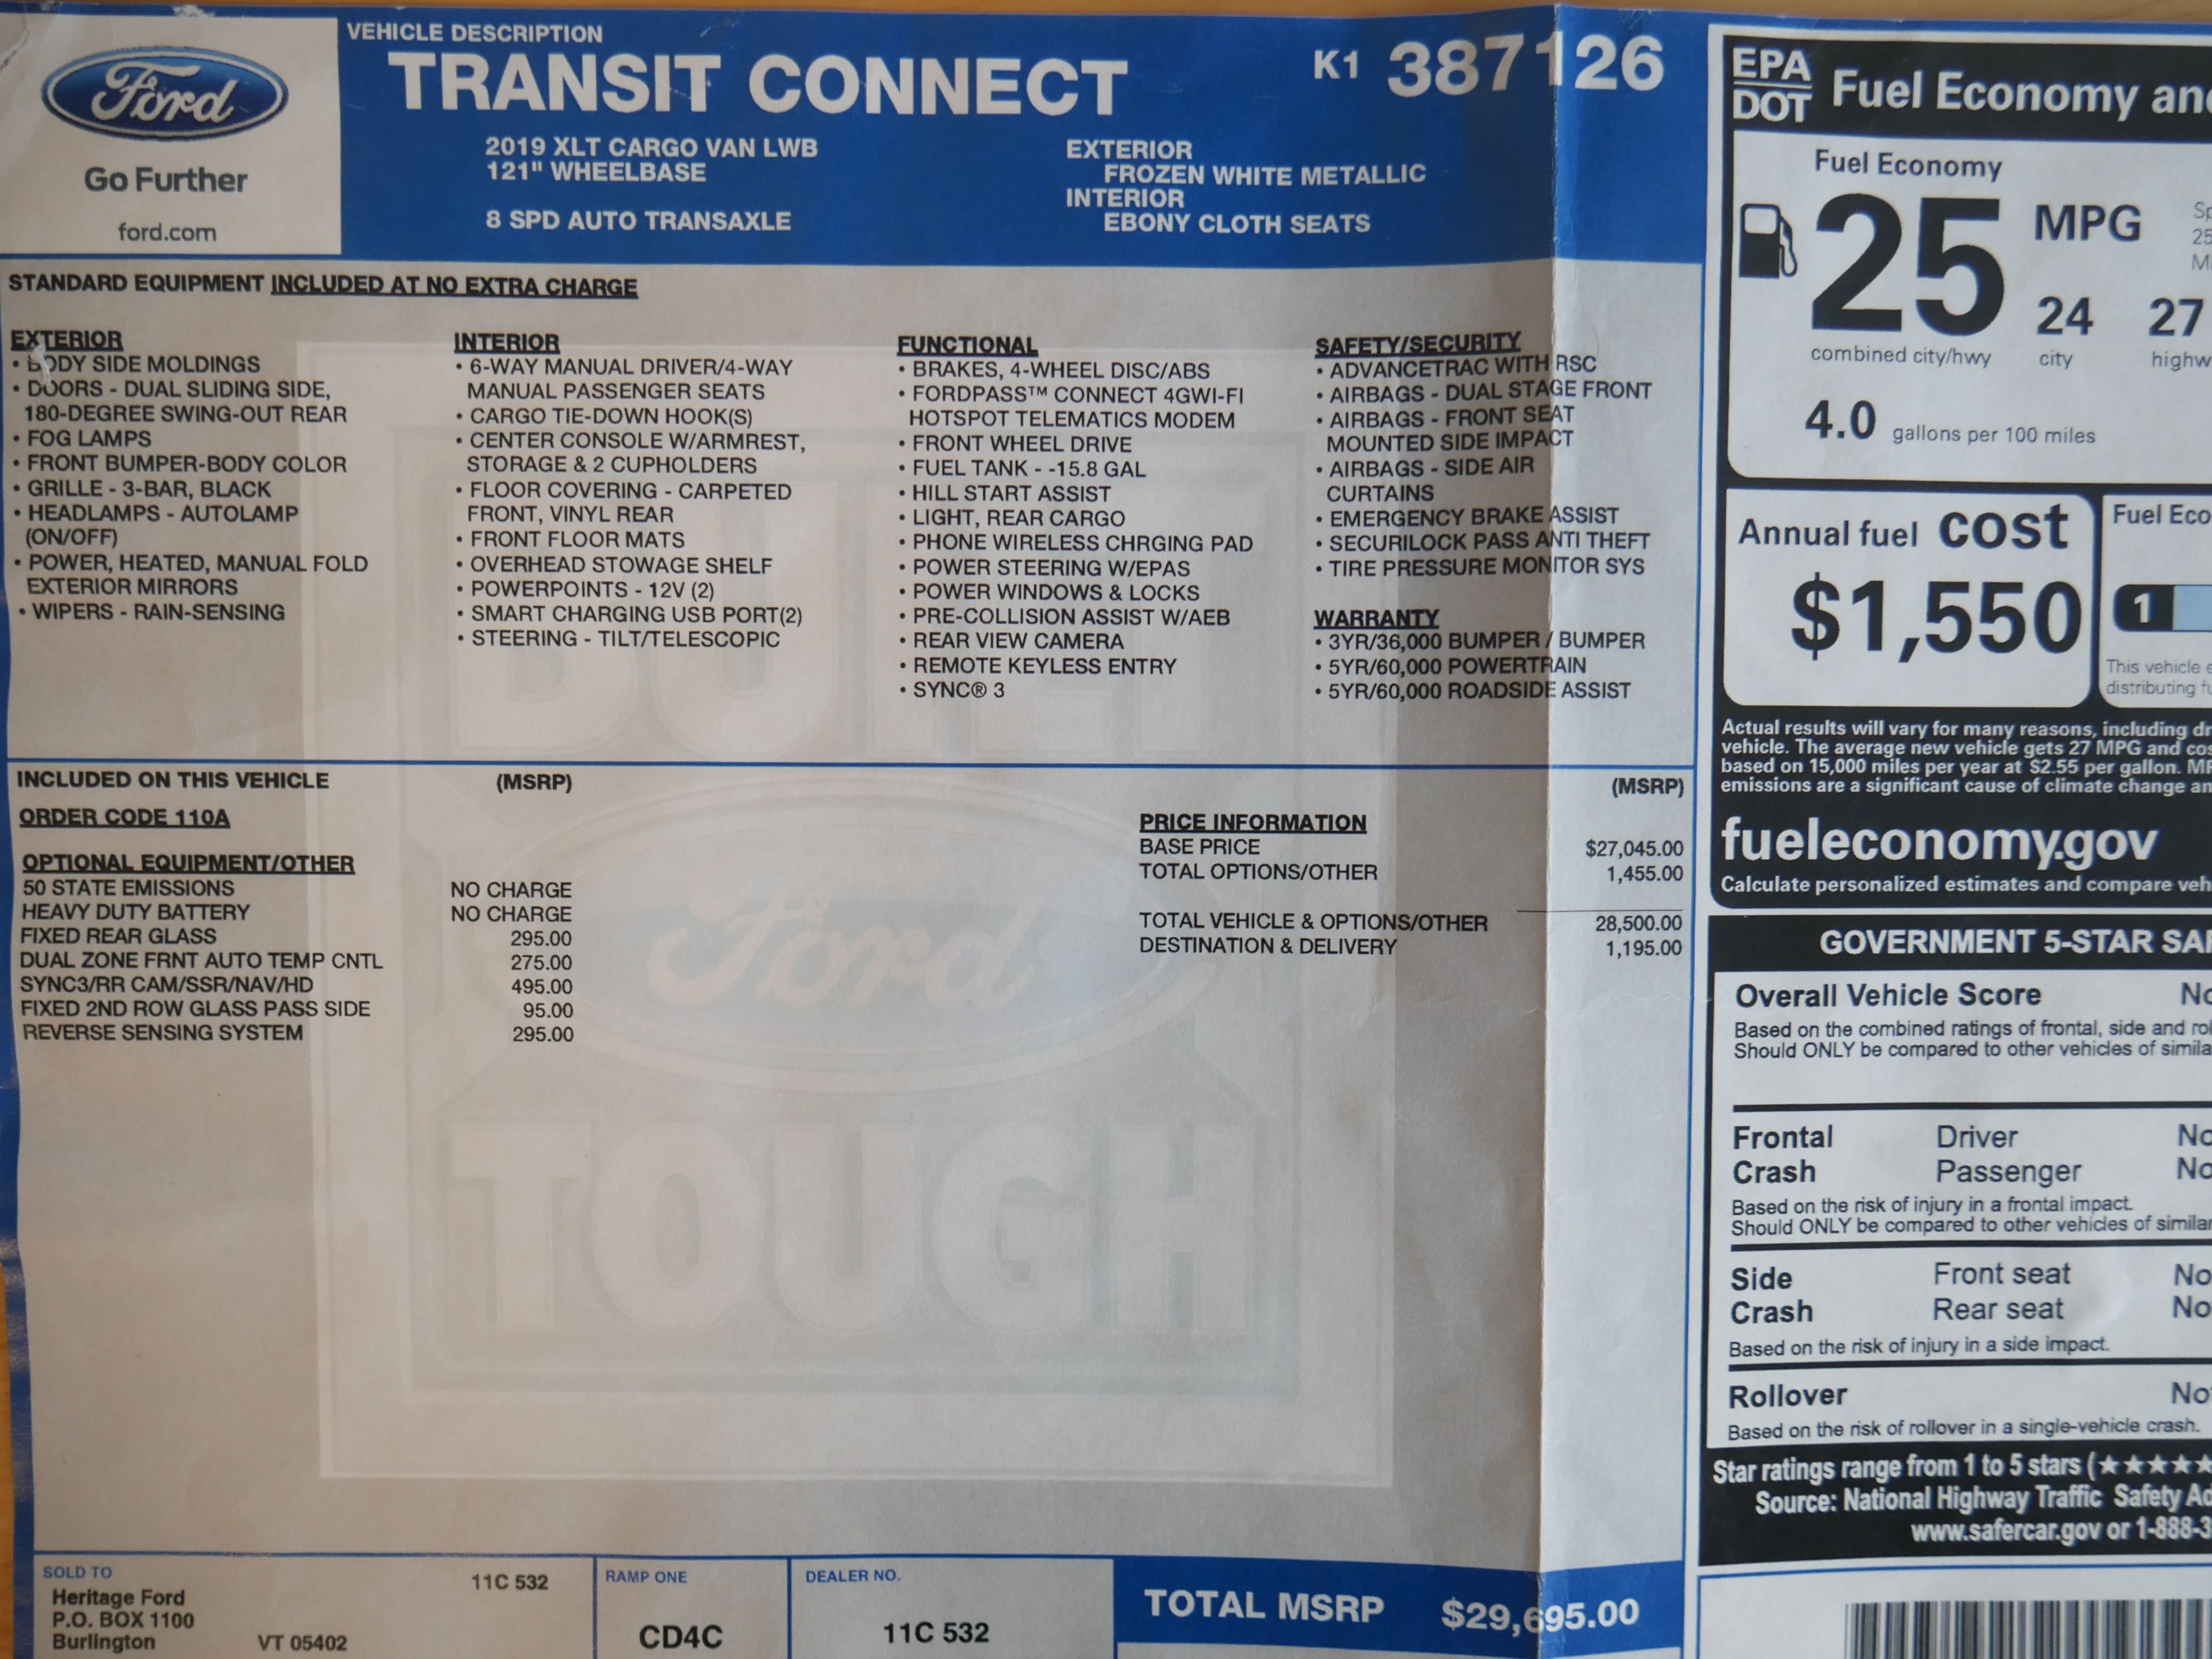 Ford
Go Further
ford.com
VEHICLE DESCRIPTION
TRANSIT CONNECT
K1 387126
2019 XLT CARGO VAN LWB
121" WHEELBASE
8 SPD AUTO TRANSAXLE
EXTERIOR
FROZEN WHITE METALLIC
INTERIOR
EBONY CLOTH SEATS
STANDARD EQUIPMENT INCLUDED AT NO EXTRA CHARGE
EXTERIOR
• BODY SIDE MOLDINGS
• DOORS - DUAL SLIDING SIDE,
180-DEGREE SWING-OUT REAR
• FOG LAMPS
• FRONT BUMPER-BODY COLOR
• GRILLE - 3-BAR, BLACK
• HEADLAMPS - AUTOLAMP
(ON/OFF)
• POWER, HEATED, MANUAL FOLD
EXTERIOR MIRRORS
• WIPERS - RAIN-SENSING
INTERIOR
• 6-WAY MANUAL DRIVER/4-WAY
MANUAL PASSENGER SEATS
• CARGO TIE-DOWN HOOK(S)
• CENTER CONSOLE W/ARMREST,
STORAGE & 2 CUPHOLDERS
• FLOOR COVERING - CARPETED
FRONT, VINYL REAR
• FRONT FLOOR MATS
• OVERHEAD STOWAGE SHELF
• POWERPOINTS - 12V (2)
• SMART CHARGING USB PORT(2)
• STEERING - TILT/TELESCOPIC
FUNCTIONAL
• BRAKES, 4-WHEEL DISC/ABS
• FORDPASS™ CONNECT 4GWI-FI
HOTSPOT TELEMATICS MODEM
• FRONT WHEEL DRIVE
• FUEL TANK - -15.8 GAL
• HILL START ASSIST
• LIGHT, REAR CARGO
• PHONE WIRELESS CHRGING PAD
• POWER STEERING W/EPAS
• POWER WINDOWS & LOCKS
• PRE-COLLISION ASSIST W/AEB
• REAR VIEW CAMERA
• REMOTE KEYLESS ENTRY
• SYNC® 3
SAFETY/SECURITY
• ADVANCETRAC WITH RSC
• AIRBAGS - DUAL STAGE FRONT
• AIRBAGS - FRONT SEAT
MOUNTED SIDE IMPACT
• AIRBAGS - SIDE AIR
CURTAINS
• EMERGENCY BRAKE ASSIST
• SECURILOCK PASS ANTI THEFT
• TIRE PRESSURE MONITOR SYS
WARRANTY
• 3YR/36,000 BUMPER / BUMPER
• 5YR/60,000 POWERTRAIN
• 5YR/60,000 ROADSIDE ASSIST
BUILT
Ford
TOUGH
INCLUDED ON THIS VEHICLE (MSRP)
ORDER CODE 110A
OPTIONAL EQUIPMENT/OTHER
50 STATE EMISSIONS NO CHARGE
HEAVY DUTY BATTERY NO CHARGE
FIXED REAR GLASS 295.00
DUAL ZONE FRNT AUTO TEMP CNTL 275.00
SYNC3/RR CAM/SSR/NAV/HD 495.00
FIXED 2ND ROW GLASS PASS SIDE 95.00
REVERSE SENSING SYSTEM 295.00
(MSRP)
PRICE INFORMATION
BASE PRICE $27,045.00
TOTAL OPTIONS/OTHER 1,455.00
TOTAL VEHICLE & OPTIONS/OTHER 28,500.00
DESTINATION & DELIVERY 1,195.00
SOLD TO
11C 532
Heritage Ford
P.O. BOX 1100
Burlington VT 05402
RAMP ONE
CD4C
DEALER NO.
11C 532
TOTAL MSRP $29,695.00
EPA
DOT
Fuel Economy
Fuel Economy
25 MPG
25
combined city/hwy
24
city
27
4.0 gallons per 100 miles
Annual fuel cost
$1,550
Fuel
1
This vehicle
distributing
Actual results will vary for many reasons, including
vehicle. The average new vehicle gets 27 MPG and
based on 15,000 miles per year at $2.55 per gallon.
emissions are a significant cause of climate change
fueleconomy.gov
Calculate personalized estimates and compare
GOVERNMENT 5-STAR
Overall Vehicle Score
Based on the combined ratings of frontal, side and
Should ONLY be compared to other vehicles of
Frontal
Crash
Driver
Passenger
Based on the risk of injury in a frontal impact.
Should ONLY be compared to other vehicles of
Side
Crash
Front seat
Rear seat
Based on the risk of injury in a side impact.
Rollover
Based on the risk of rollover in a single-vehicle crash.
Star ratings range from 1 to 5 stars (★★★★★
Source: National Highway Traffic Safety
www.safercar.gov or 1-888-3